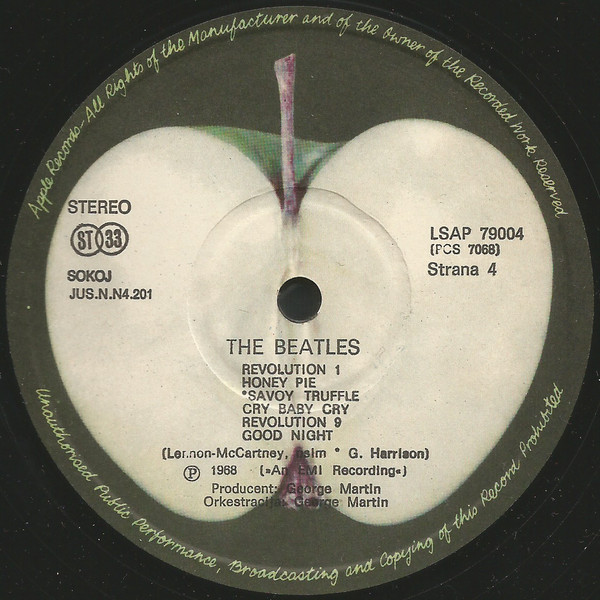 Apple Records-All Rights of the Manufacturer and of the Owner of the Recorded Work Reserved
STEREO
ST 33
SOKOJ
JUS.N.N4.201
LSAP 79004
(PCS 7068)
Strana 4
THE BEATLES
REVOLUTION 1
HONEY PIE
*SAVOY TRUFFLE
CRY BABY CRY
REVOLUTION 9
GOOD NIGHT
(Lennon-McCartney, osim * G. Harrison)
Ⓟ 1968 (»An EMI Recording«)
Producent: George Martin
Orkestracija: George Martin
Unauthorised Public Performance, Broadcasting and Copying of this Record Prohibited